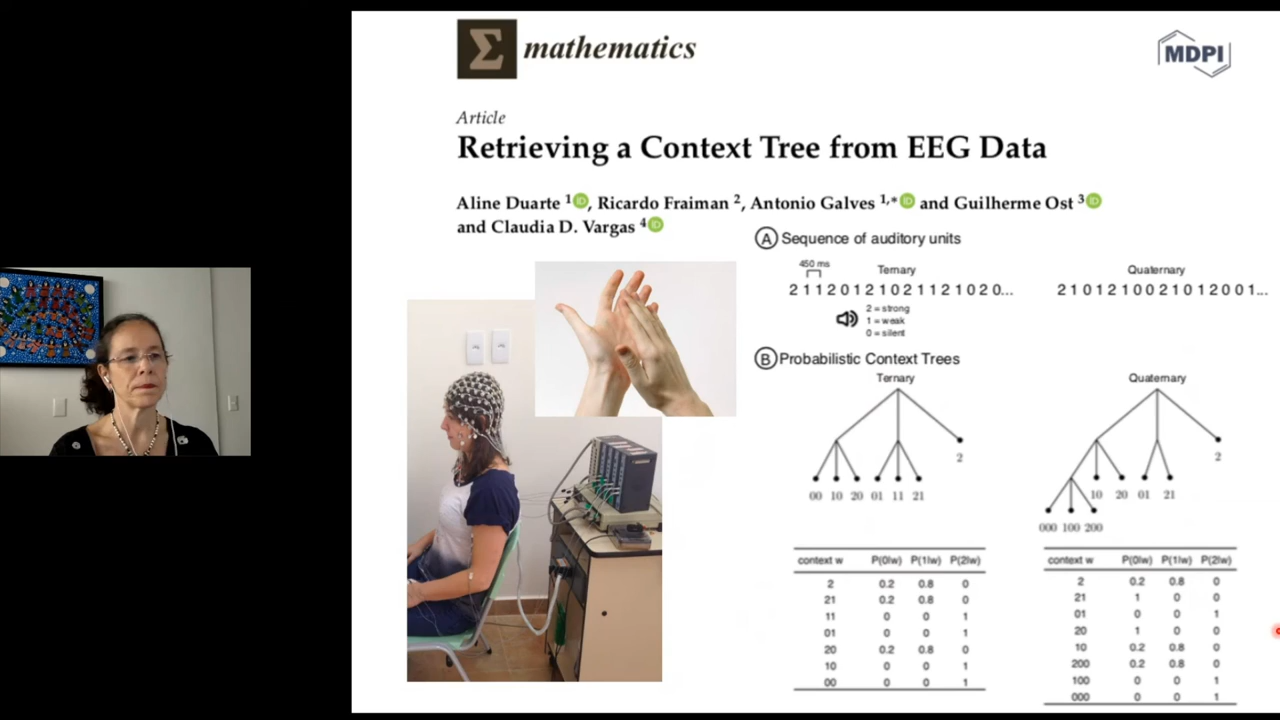 Σ mathematics
MDPI
Article
Retrieving a Context Tree from EEG Data
Aline Duarte 1 iD, Ricardo Fraiman 2, Antonio Galves 1,* iD and Guilherme Ost 3 iD
and Claudia D. Vargas 4 iD
A Sequence of auditory units
450 ms
Ternary
2 1 1 2 0 1 2 1 0 2 1 1 2 1 0 2 0...
2 = strong
1 = weak
0 = silent
Quaternary
2 1 0 1 2 1 0 0 2 1 0 1 2 0 0 1...
B Probabilistic Context Trees
Ternary
2
00 10 20 01 11 21
Quaternary
2
10 20 01 21
000 100 200
context w P(0|w) P(1|w) P(2|w)
2 0.2 0.8 0
21 0.2 0.8 0
11 0 0 1
01 0 0 1
20 0.2 0.8 0
10 0 0 1
00 0 0 1
context w P(0|w) P(1|w) P(2|w)
2 0.2 0.8 0
21 1 0 0
01 0 0 1
20 1 0 0
10 0.2 0.8 0
200 0.2 0.8 0
100 0 0 1
000 0 0 1